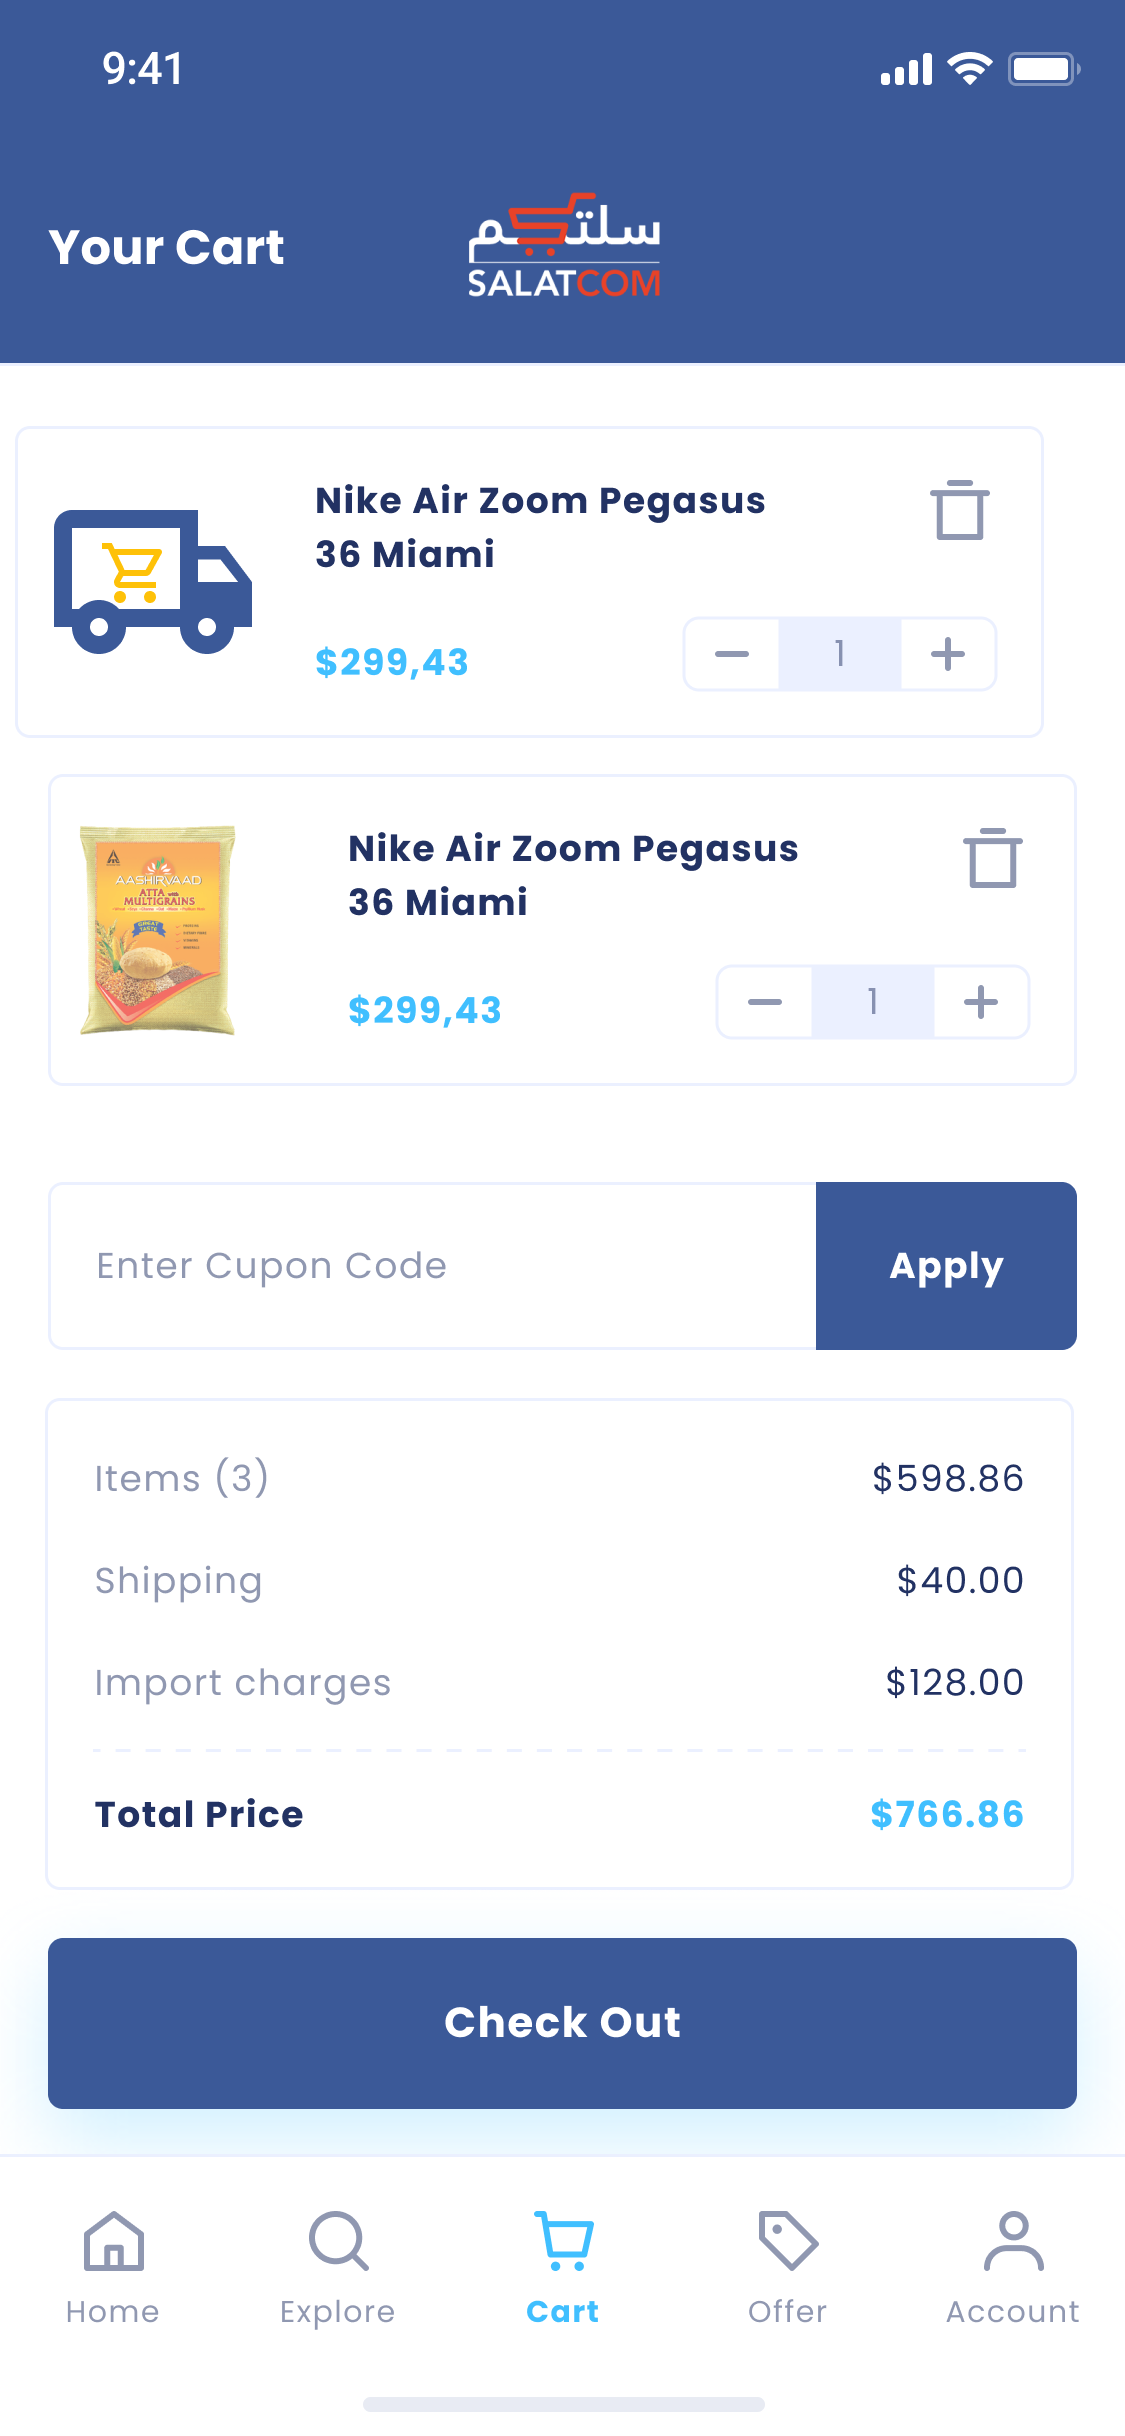 9:41
Your Cart
سلتكم
SALATCOM
Nike Air Zoom Pegasus
36 Miami
$299,43
1
AASHIRVAAD
ATTA with
MULTIGRAINS
GREAT
TASTE
Nike Air Zoom Pegasus
36 Miami
$299,43
1
Enter Cupon Code
Apply
Items (3)
$598.86
Shipping
$40.00
Import charges
$128.00
Total Price
$766.86
Check Out
Home
Explore
Cart
Offer
Account